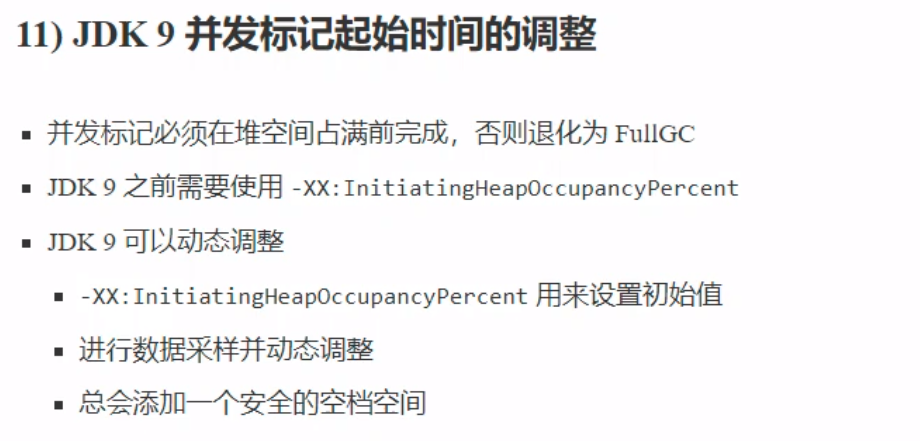 11) JDK 9 并发标记起始时间的调整
并发标记必须在堆空间占满前完成，否则退化为 FullGC
JDK 9 之前需要使用 -XX:InitiatingHeapOccupancyPercent
JDK 9 可以动态调整
-XX:InitiatingHeapOccupancyPercent 用来设置初始值
进行数据采样并动态调整
总会添加一个安全的空档空间